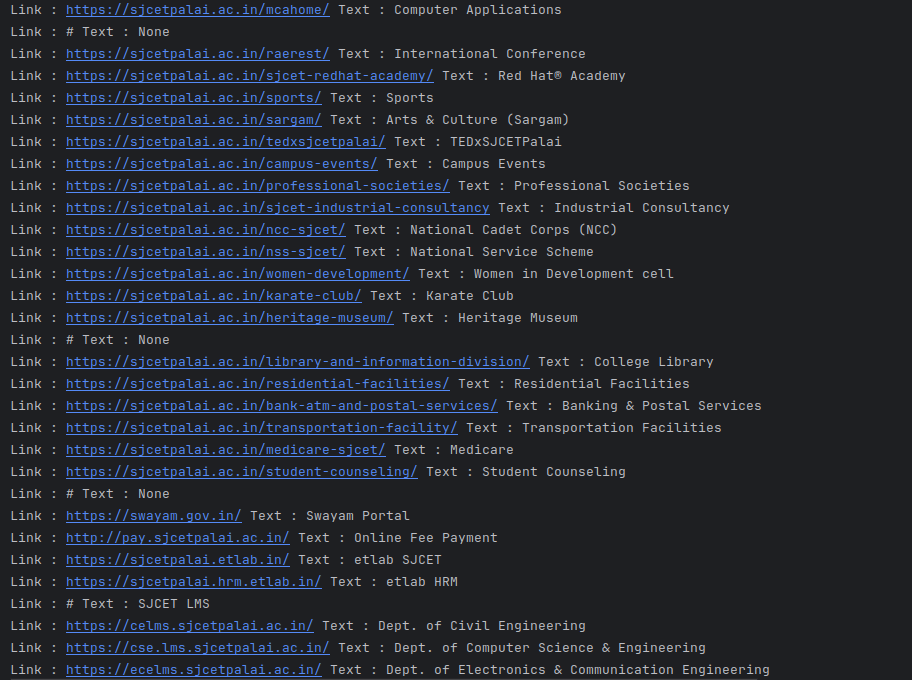 Link : https://sjcetpalai.ac.in/mcahome/ Text : Computer Applications
Link : # Text : None
Link : https://sjcetpalai.ac.in/raerest/ Text : International Conference
Link : https://sjcetpalai.ac.in/sjcet-redhat-academy/ Text : Red Hat® Academy
Link : https://sjcetpalai.ac.in/sports/ Text : Sports
Link : https://sjcetpalai.ac.in/sargam/ Text : Arts & Culture (Sargam)
Link : https://sjcetpalai.ac.in/tedxsjcetpalai/ Text : TEDxSJCETPalai
Link : https://sjcetpalai.ac.in/campus-events/ Text : Campus Events
Link : https://sjcetpalai.ac.in/professional-societies/ Text : Professional Societies
Link : https://sjcetpalai.ac.in/sjcet-industrial-consultancy Text : Industrial Consultancy
Link : https://sjcetpalai.ac.in/ncc-sjcet/ Text : National Cadet Corps (NCC)
Link : https://sjcetpalai.ac.in/nss-sjcet/ Text : National Service Scheme
Link : https://sjcetpalai.ac.in/women-development/ Text : Women in Development cell
Link : https://sjcetpalai.ac.in/karate-club/ Text : Karate Club
Link : https://sjcetpalai.ac.in/heritage-museum/ Text : Heritage Museum
Link : # Text : None
Link : https://sjcetpalai.ac.in/library-and-information-division/ Text : College Library
Link : https://sjcetpalai.ac.in/residential-facilities/ Text : Residential Facilities
Link : https://sjcetpalai.ac.in/bank-atm-and-postal-services/ Text : Banking & Postal Services
Link : https://sjcetpalai.ac.in/transportation-facility/ Text : Transportation Facilities
Link : https://sjcetpalai.ac.in/medicare-sjcet/ Text : Medicare
Link : https://sjcetpalai.ac.in/student-counseling/ Text : Student Counseling
Link : # Text : None
Link : https://swayam.gov.in/ Text : Swayam Portal
Link : http://pay.sjcetpalai.ac.in/ Text : Online Fee Payment
Link : https://sjcetpalai.etlab.in/ Text : etlab SJCET
Link : https://sjcetpalai.hrm.etlab.in/ Text : etlab HRM
Link : # Text : SJCET LMS
Link : https://celms.sjcetpalai.ac.in/ Text : Dept. of Civil Engineering
Link : https://cse.lms.sjcetpalai.ac.in/ Text : Dept. of Computer Science & Engineering
Link : https://ecelms.sjcetpalai.ac.in/ Text : Dept. of Electronics & Communication Engineering